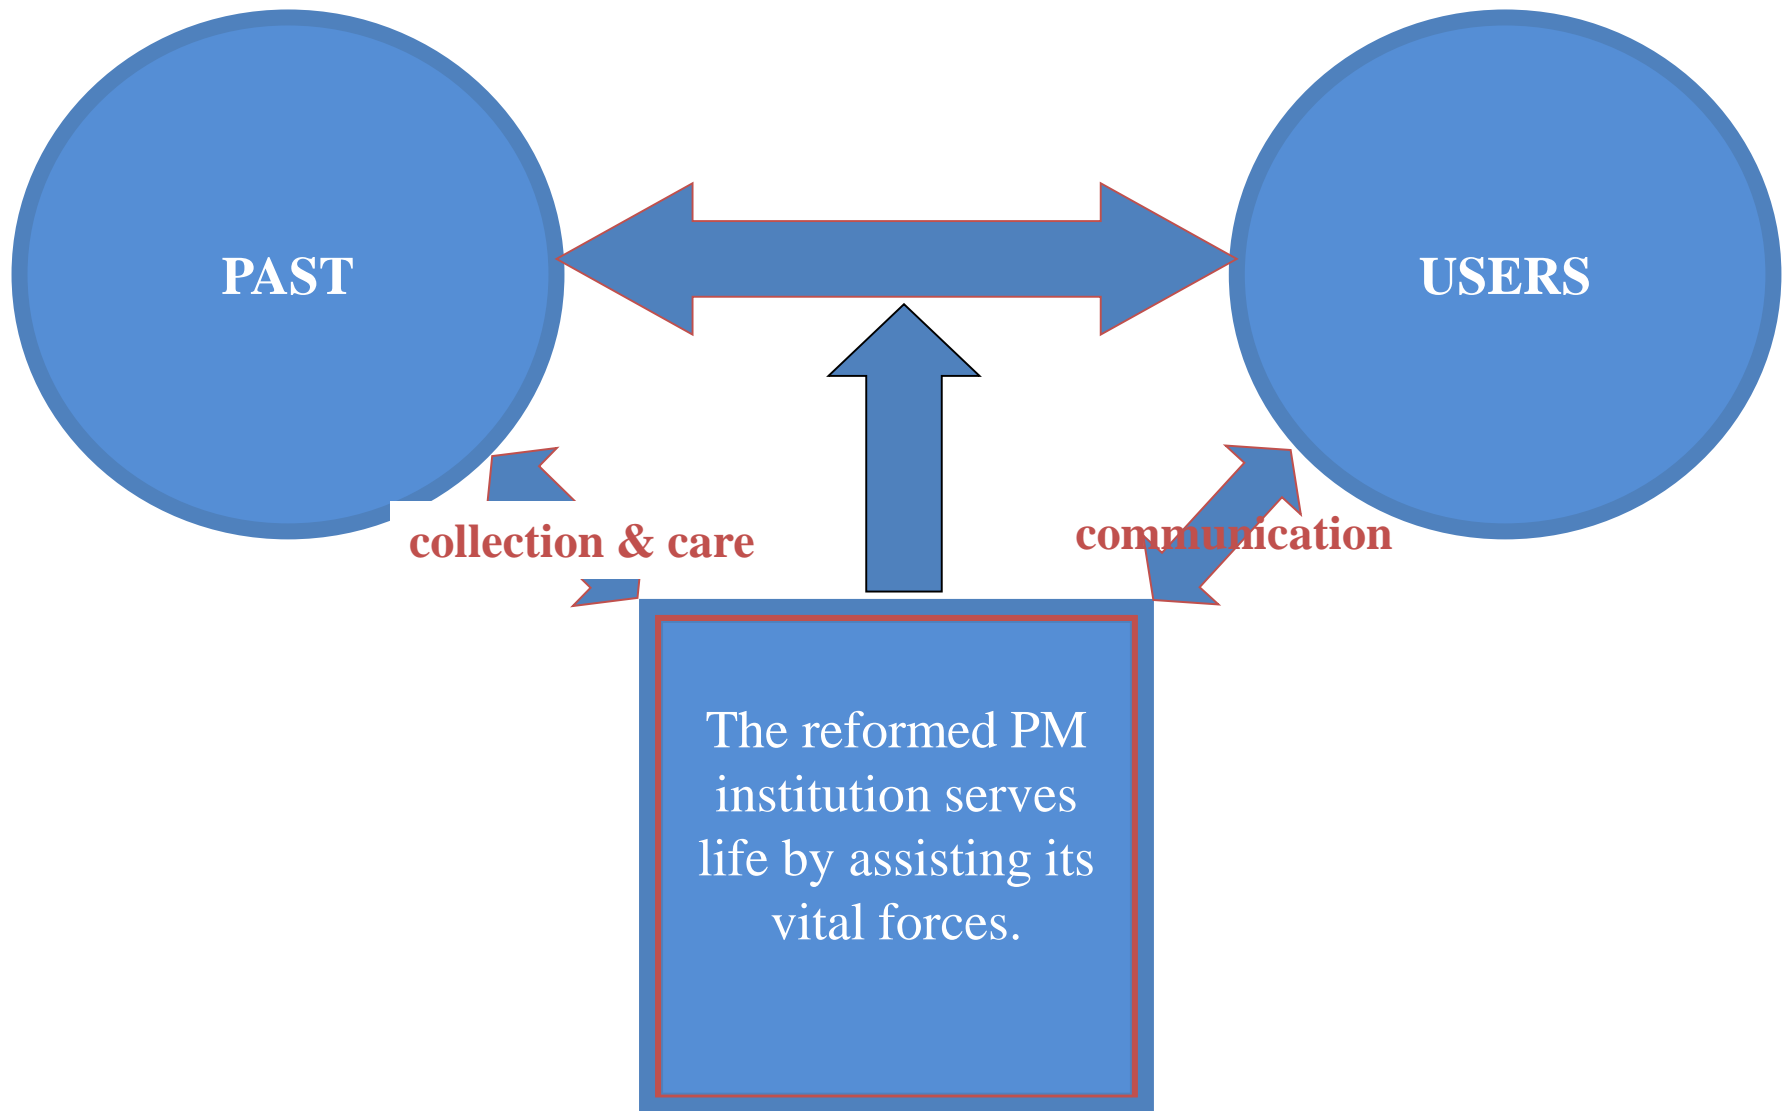 PAST
USERS
collection & care
communication
The reformed PM
institution serves
life by assisting its
vital forces.